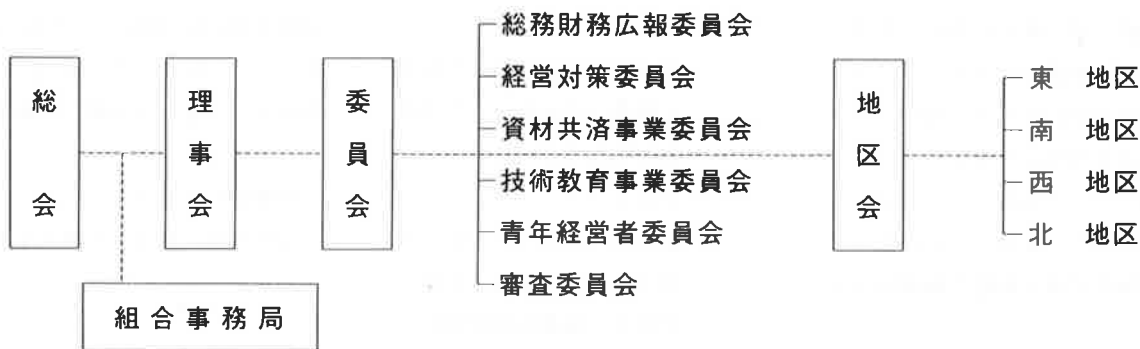 総会
理事会
委員会
総務財務広報委員会
経営対策委員会
資材共済事業委員会
技術教育事業委員会
青年経営者委員会
審査委員会
地区会
東 地区
南 地区
西 地区
北 地区
組合事務局